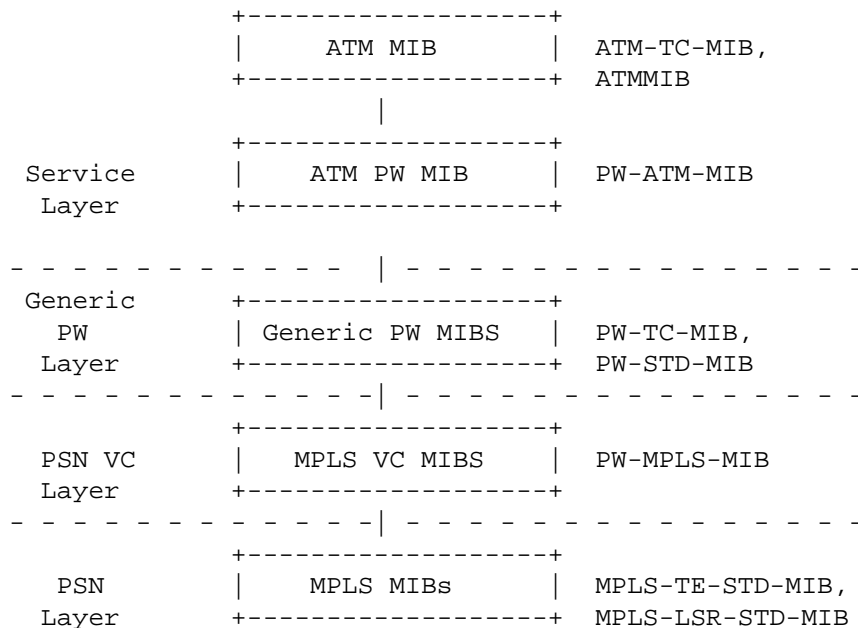 ATM MIB ATM-TC-MIB,
ATMMIB
Service ATM PW MIB PW-ATM-MIB
Layer
Generic
PW Generic PW MIBS PW-TC-MIB,
Layer PW-STD-MIB
PSN VC MPLS VC MIBS PW-MPLS-MIB
Layer
PSN MPLS MIBs MPLS-TE-STD-MIB,
Layer MPLS-LSR-STD-MIB